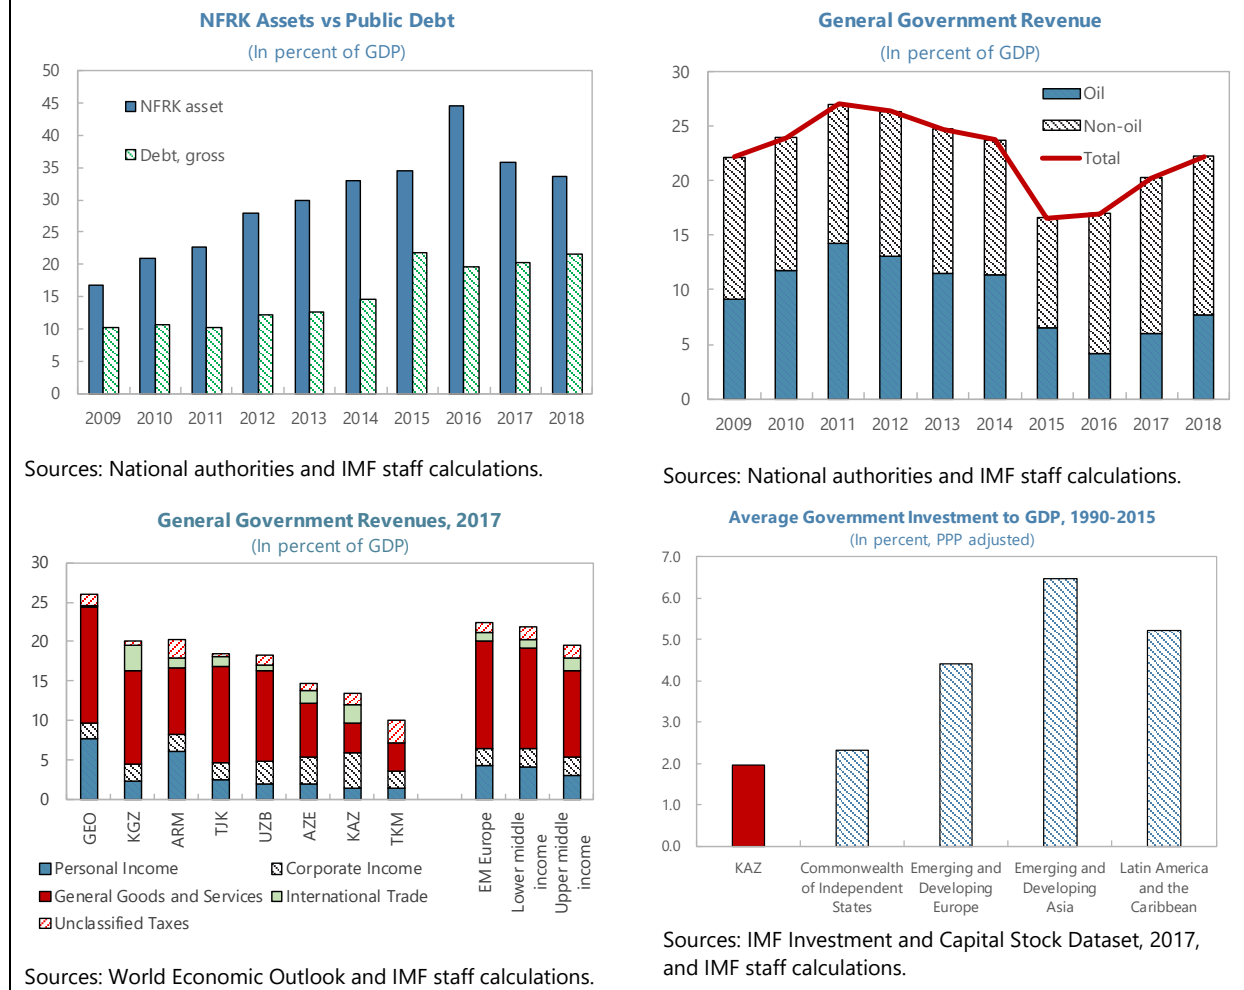 NFRK Assets vs Public Debt
(In percent of GDP)
50
45
40
35
30
25
20
15
10
5
0
NFRK asset
Debt, gross
2009 2010 2011 2012 2013 2014 2015 2016 2017 2018
Sources: National authorities and IMF staff calculations.
General Government Revenue
(In percent of GDP)
30
25
20
15
10
5
0
Oil
Non-oil
Total
2009 2010 2011 2012 2013 2014 2015 2016 2017 2018
Sources: National authorities and IMF staff calculations.
General Government Revenues, 2017
(In percent of GDP)
30
25
20
15
10
5
0
GEO
KGZ
ARM
TJK
UZB
AZE
KAZ
TKM
EM Europe
Lower middle
income
Upper middle
income
Personal Income
Corporate Income
General Goods and Services
International Trade
Unclassified Taxes
Sources: World Economic Outlook and IMF staff calculations.
Average Government Investment to GDP, 1990-2015
(In percent, PPP adjusted)
7.0
6.0
5.0
4.0
3.0
2.0
1.0
0.0
KAZ
Commonwealth
of Independent
States
Emerging and
Developing
Europe
Emerging and
Developing
Asia
Latin America
and the
Caribbean
Sources: IMF Investment and Capital Stock Dataset, 2017,
and IMF staff calculations.